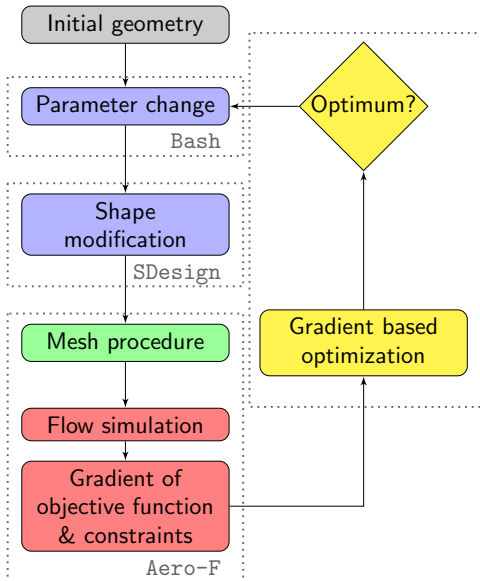 Initial geometry
Parameter change
Bash
Optimum?
Shape
modification
SDesign
Mesh procedure
Gradient based
optimization
Flow simulation
Gradient of
objective function
& constraints
Aero-F